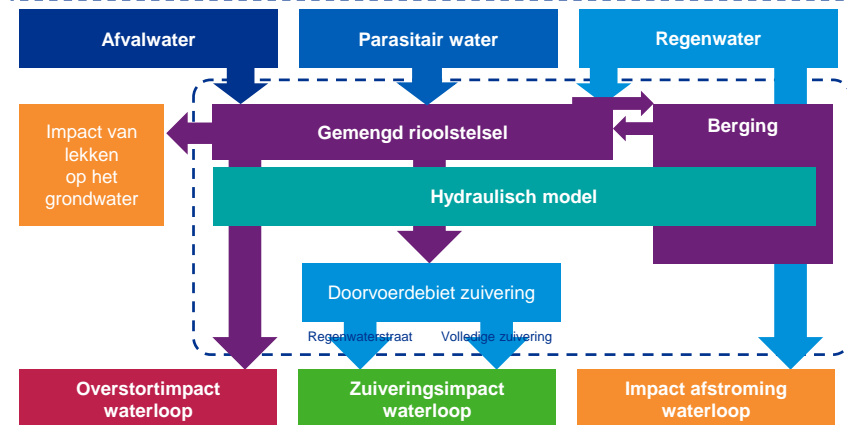 Afvalwater
Parasitair water
Regenwater
Impact van
lekken
op het
grondwater
Gemengd rioolstelsel
Berging
Hydraulisch model
Doorvoerdebiet zuivering
Regenwaterstraat
Volledige zuivering
Overstortimpact
waterloop
Zuiveringsimpact
waterloop
Impact afstroming
waterloop